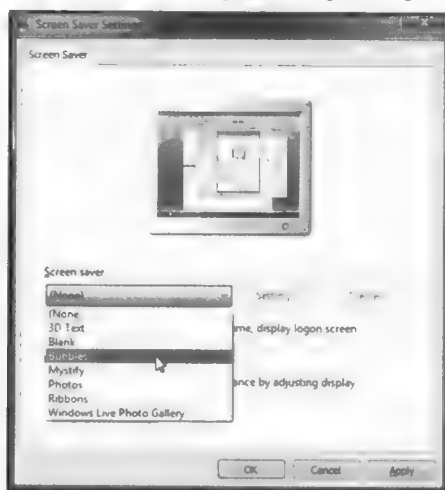 Screen Saver Settings
Screen Saver
Screen saver
(None)
(None
3D Text
me, display logon screen
Blank
Bubbles
Mystify
Photos
ance by adjusting display
Ribbons
Windows Live Photo Gallery
OK Cancel Apply